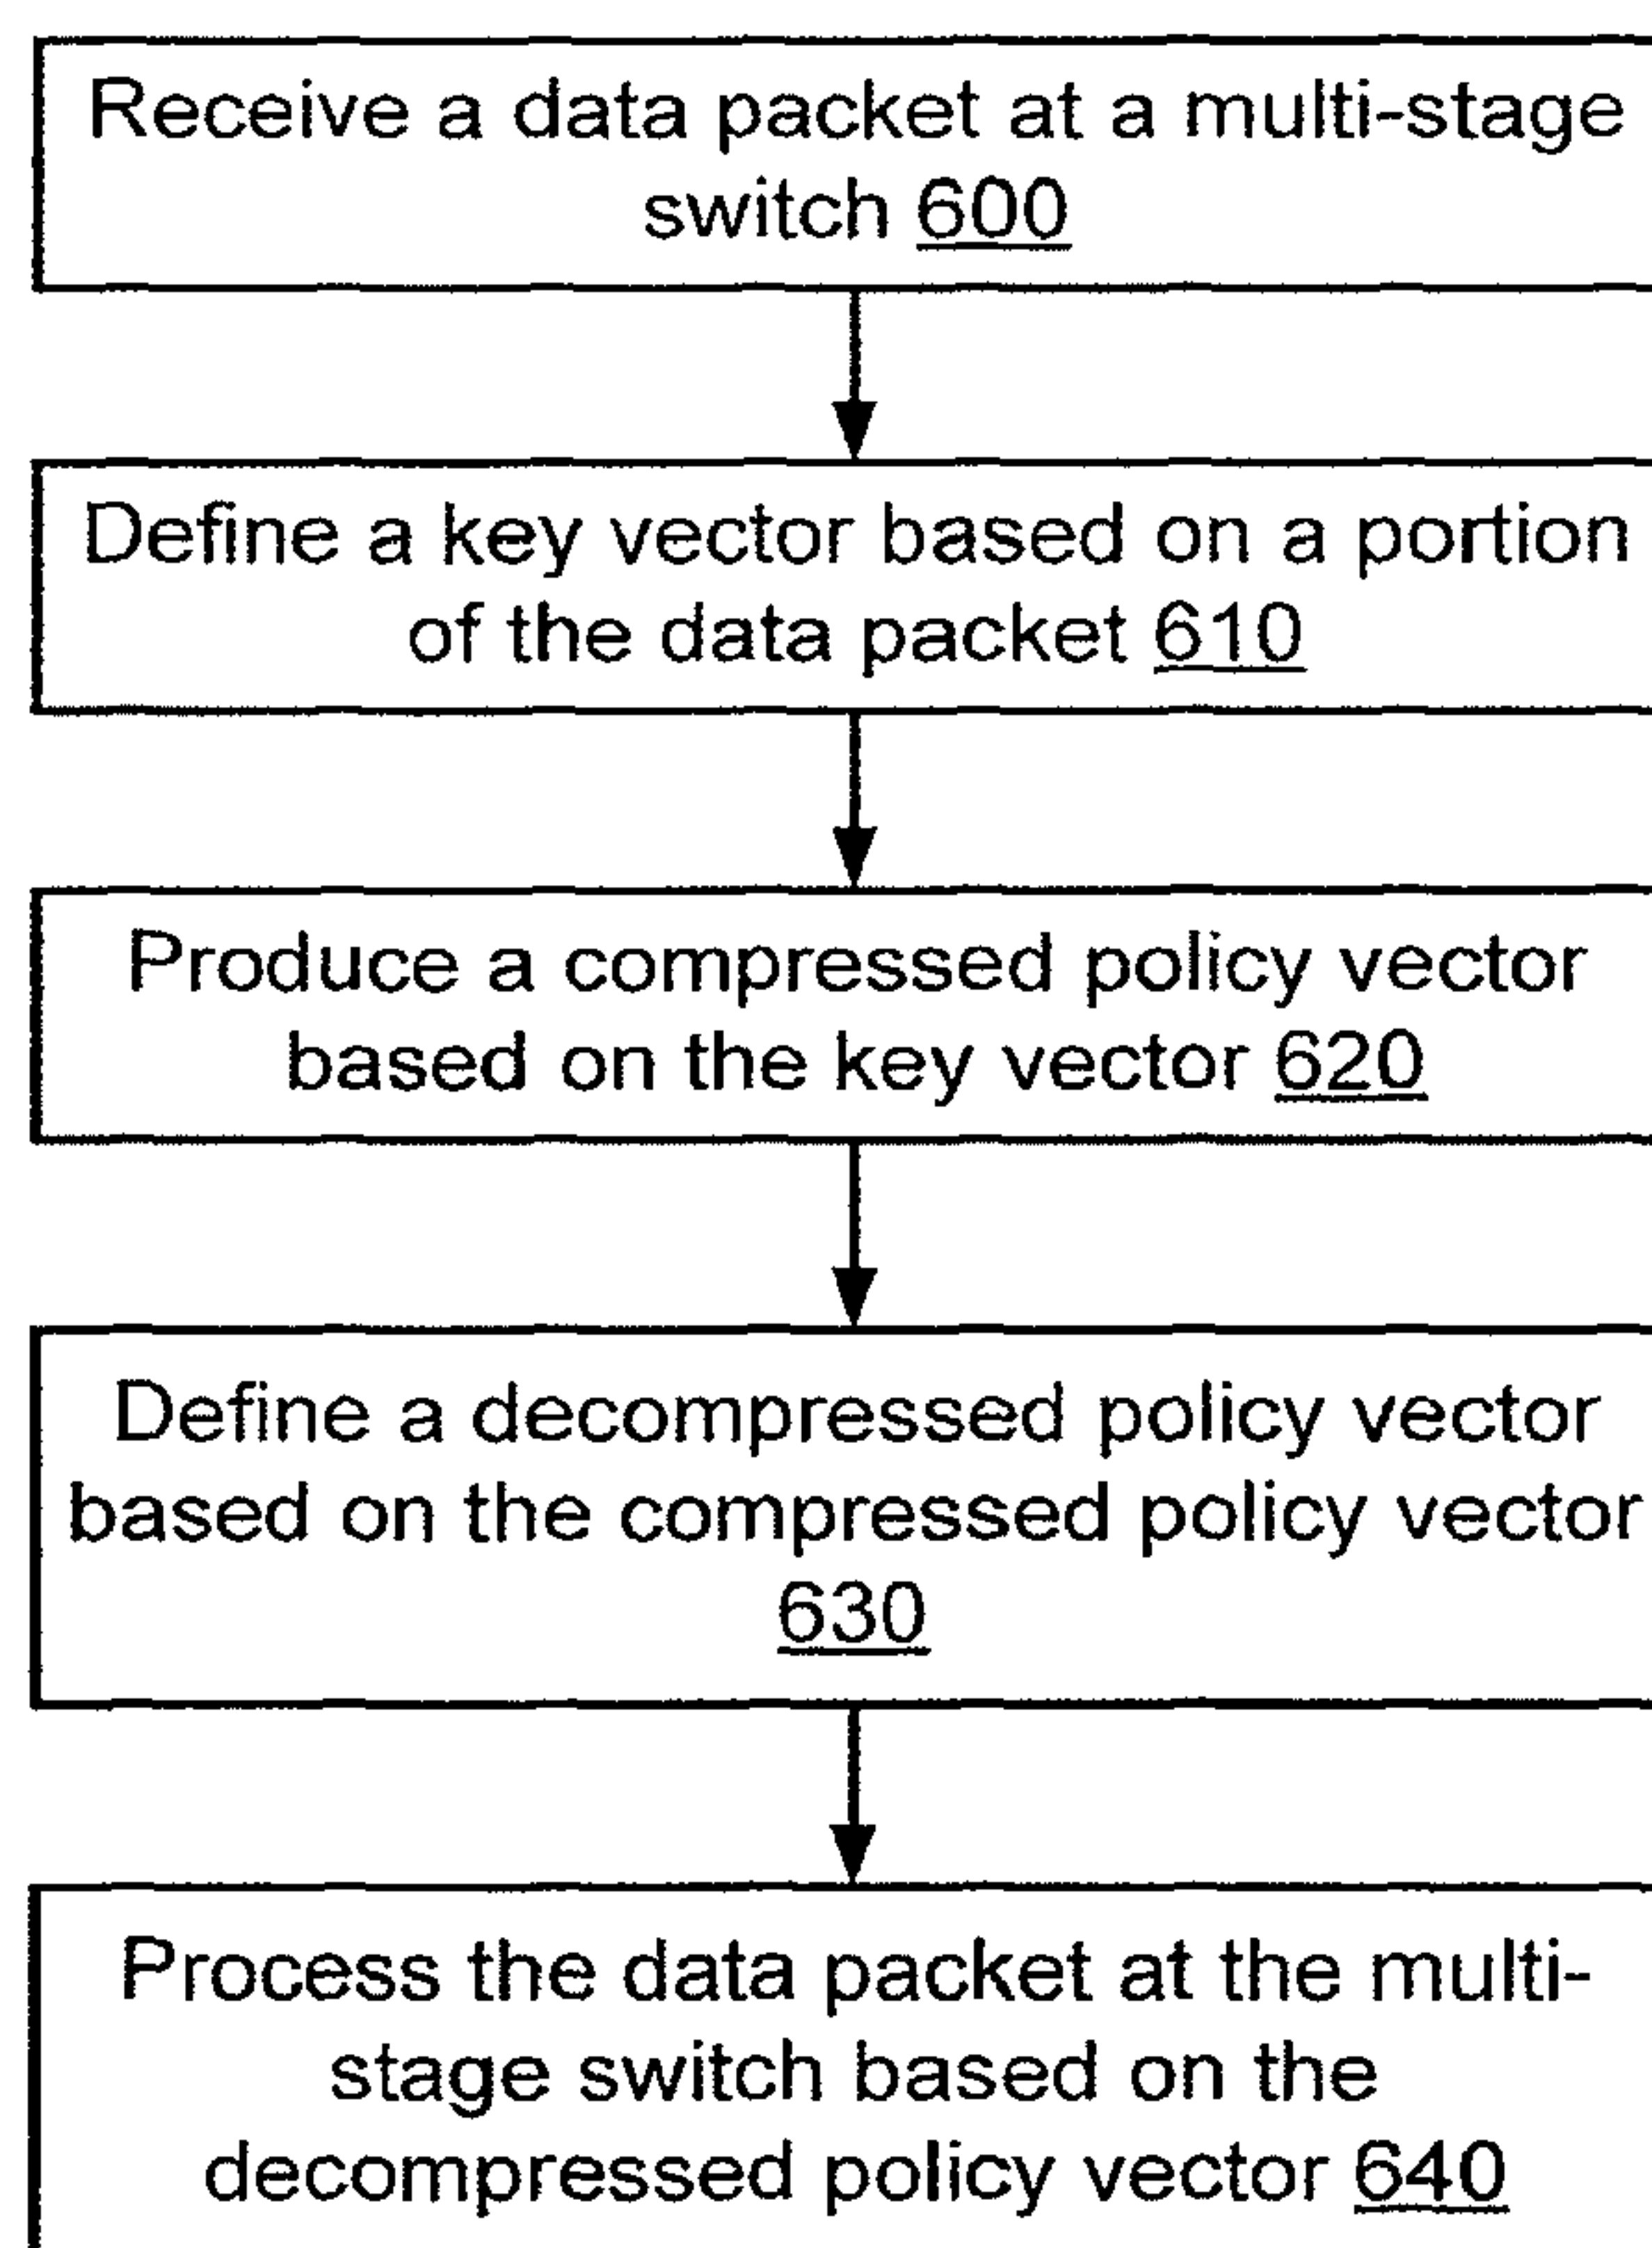 Receive a data packet at a multi-stage
switch 600
Define a key vector based on a portion
of the data packet 610
Produce a compressed policy vector
based on the key vector 620
Define a decompressed policy vector
based on the compressed policy vector
630
Process the data packet at the multi-
stage switch based on the
decompressed policy vector 640